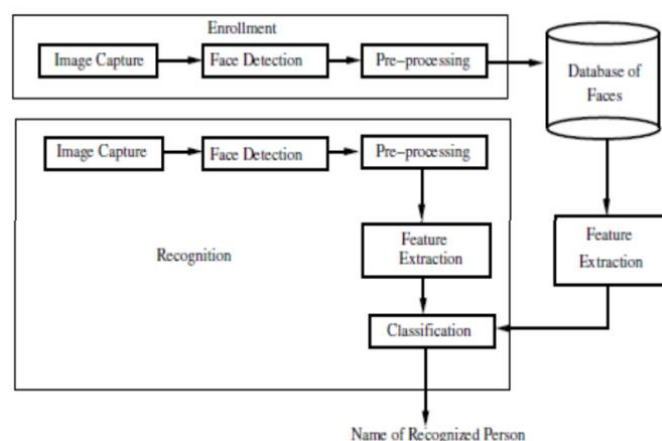 Enrollment
Image Capture
Face Detection
Pre-processing
Database of
Faces
Image Capture
Face Detection
Pre-processing
Feature
Extraction
Feature
Extraction
Recognition
Classification
Name of Recognized Person